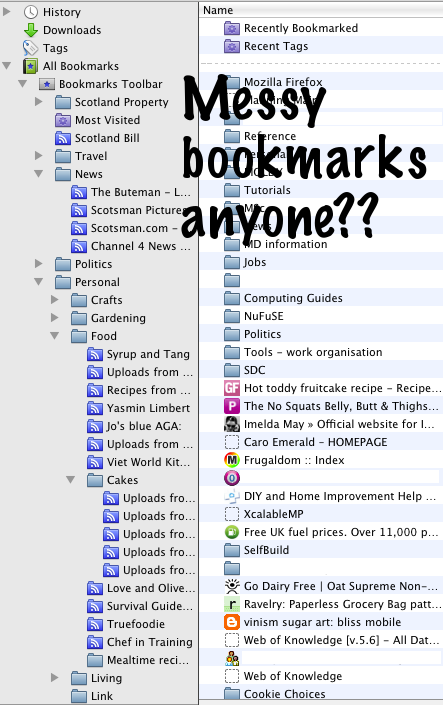 History
Downloads
Tags
All Bookmarks
Bookmarks Toolbar
Scotland Property
Most Visited
Scotland Bill
Travel
News
The Buteman - L...
Scotsman Picture
Scotsman.com -
Channel 4 News ...
Politics
Personal
Crafts
Gardening
Food
Syrup and Tang
Uploads from ...
Recipes from ...
Yasmin Limbert
Jo's blue AGA:
Uploads from ...
Viet World Kit...
Cakes
Uploads fro...
Uploads fro...
Uploads fro...
Uploads fro...
Uploads fro...
Love and Olive...
Survival Guide...
Truefoodie
Chef in Training
Mealtime reci...
Living
Link
Name
Recently Bookmarked
Recent Tags
Mozilla Firefox
Reference
Tutorials
MSc
News
MD information
Jobs
Computing Guides
NuFuSE
Politics
Tools - work organisation
SDC
Hot toddy fruitcake recipe - Recipe...
The No Squats Belly, Butt & Thighs...
Imelda May » Official website for I...
Caro Emerald - HOMEPAGE
Frugaldom :: Index
DIY and Home Improvement Help ...
XcalableMP
Free UK fuel prices. Over 11,000 p...
SelfBuild
Go Dairy Free | Oat Supreme Non-...
Ravelry: Paperless Grocery Bag patt...
vinism sugar art: bliss mobile
Web of Knowledge [v.5.6] - All Dat...
Web of Knowledge
Cookie Choices
Messy
bookmarks
anyone??